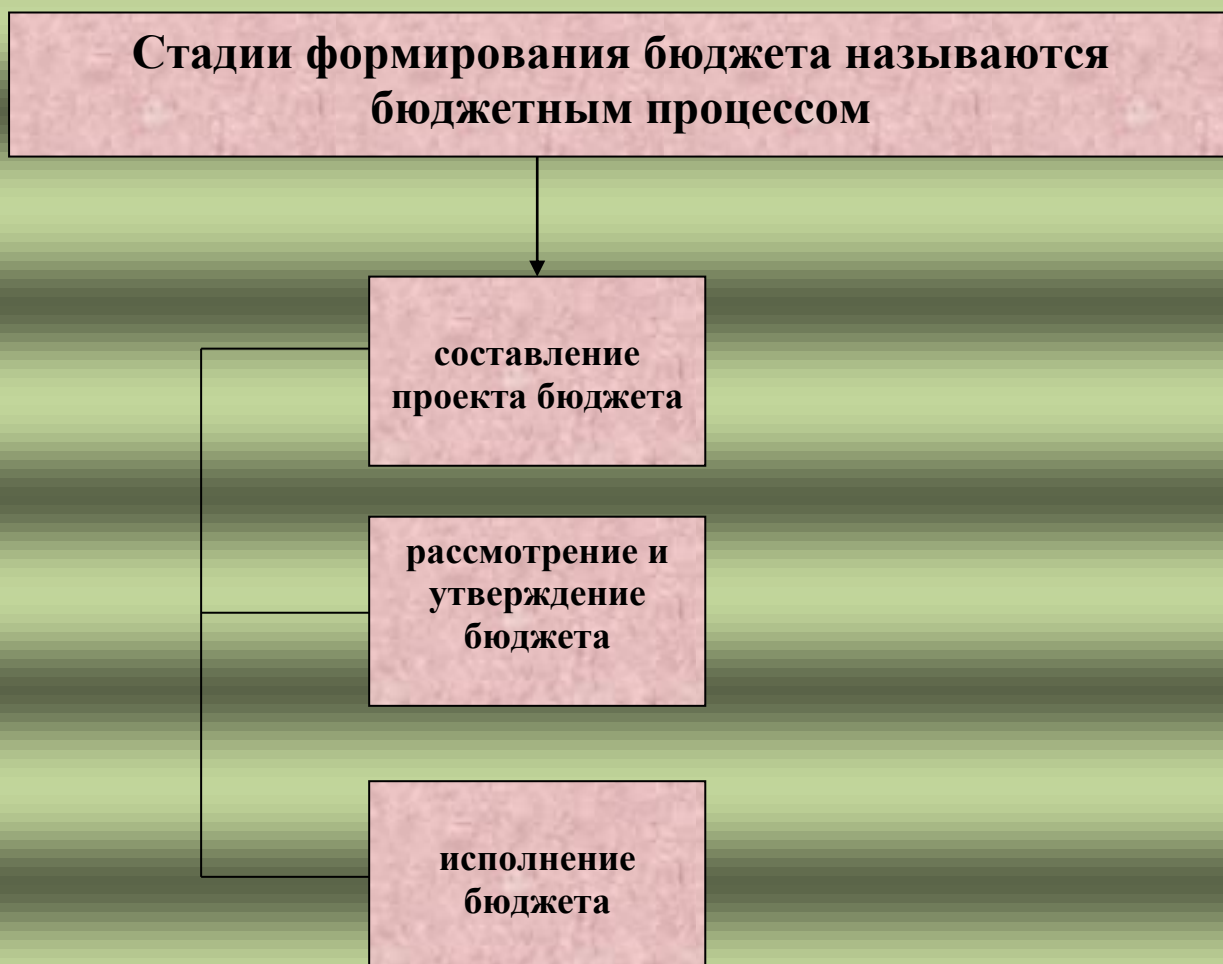 Стадии формирования бюджета называются
бюджетным процессом
составление
проекта бюджета
рассмотрение и
утверждение
бюджета
исполнение
бюджета